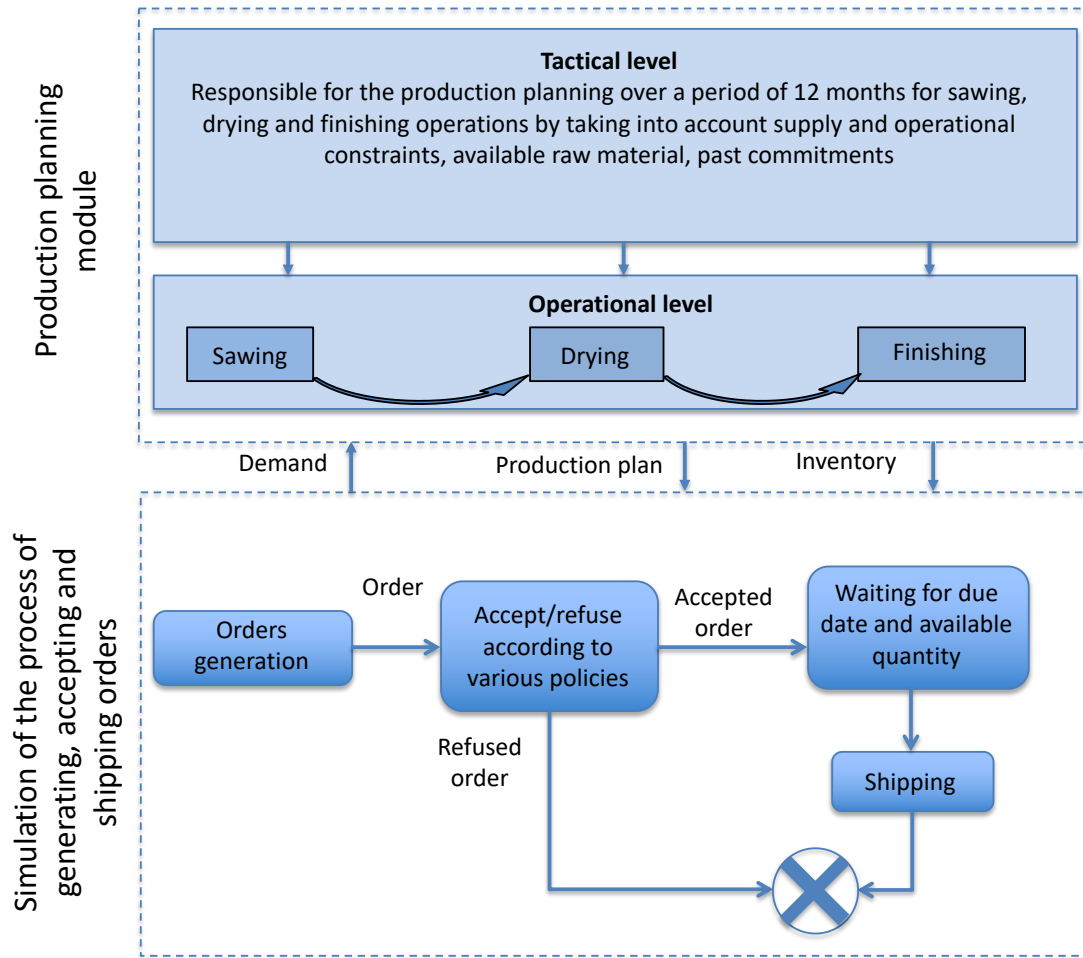 Production planning
module
Tactical level
Responsible for the production planning over a period of 12 months for sawing,
drying and finishing operations by taking into account supply and operational
constraints, available raw material, past commitments
Operational level
Sawing
Drying
Finishing
Demand
Production plan
Inventory
Simulation of the process of
generating, accepting and
shipping orders
Orders
generation
Order
Accept/refuse
according to
various policies
Accepted
order
Waiting for due
date and available
quantity
Refused
order
Shipping